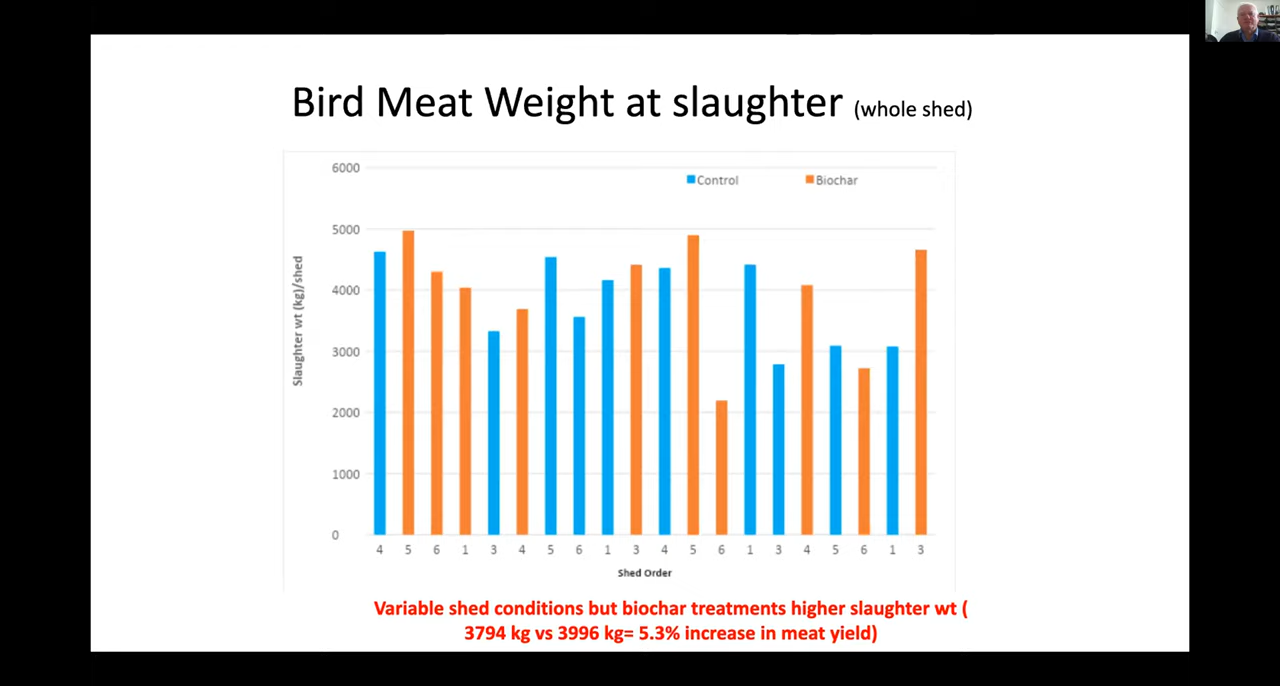 Bird Meat Weight at slaughter (whole shed)
6000
Control Biochar
5000
4000
3000
2000
1000
0
Slaughter wt (kg)/shed
4 5 6 1 3 4 5 6 1 3 4 5 6 1 3 4 5 6 1 3
Shed Order
Variable shed conditions but biochar treatments higher slaughter wt (
3794 kg vs 3996 kg= 5.3% increase in meat yield)